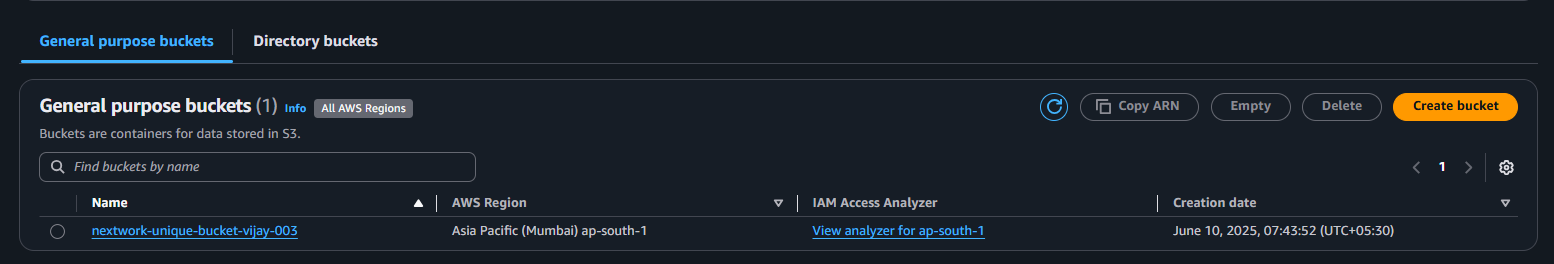 General purpose buckets Directory buckets
General purpose buckets (1) Info All AWS Regions Copy ARN Empty Delete Create bucket
Buckets are containers for data stored in S3.
Find buckets by name 1
Name AWS Region IAM Access Analyzer Creation date
nextwork-unique-bucket-vijay-003 Asia Pacific (Mumbai) ap-south-1 View analyzer for ap-south-1 June 10, 2025, 07:43:52 (UTC+05:30)